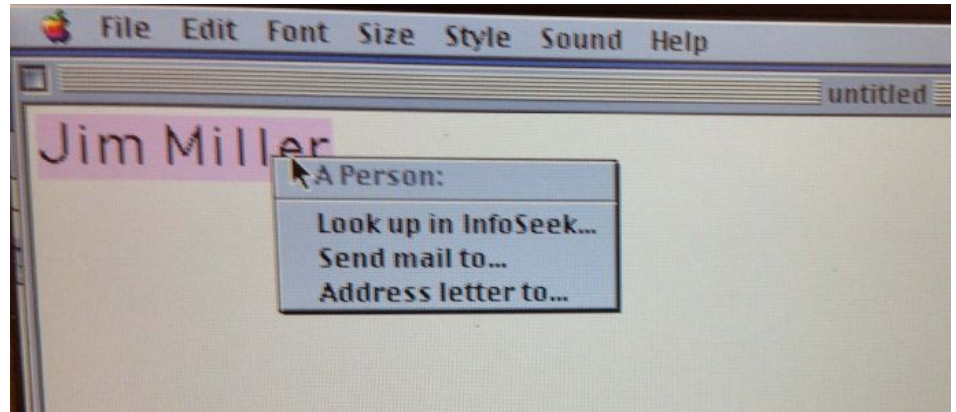 File Edit Font Size Style Sound Help
untitled
Jim Miller
A Person:
Look up in InfoSeek...
Send mail to...
Address letter to...